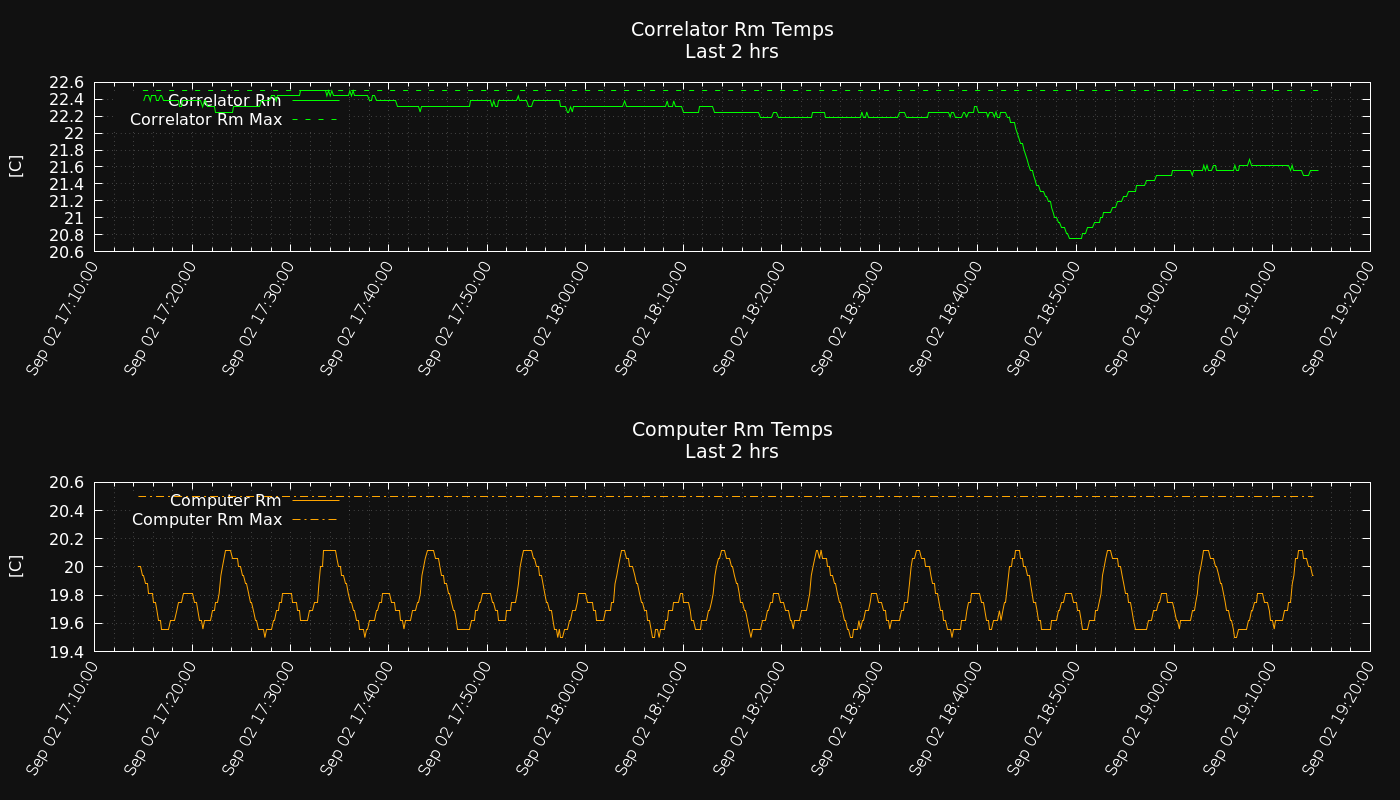 Correlator Rm Temps
Last 2 hrs
[C]
22.6
22.4
22.2
22
21.8
21.6
21.4
21.2
21
20.8
20.6
Correlator Rm
Correlator Rm Max
Sep 02 17:10:00
Sep 02 17:20:00
Sep 02 17:30:00
Sep 02 17:40:00
Sep 02 17:50:00
Sep 02 18:00:00
Sep 02 18:10:00
Sep 02 18:20:00
Sep 02 18:30:00
Sep 02 18:40:00
Sep 02 18:50:00
Sep 02 19:00:00
Sep 02 19:10:00
Sep 02 19:20:00
Computer Rm Temps
Last 2 hrs
[C]
20.6
20.4
20.2
20
19.8
19.6
19.4
Computer Rm
Computer Rm Max
Sep 02 17:10:00
Sep 02 17:20:00
Sep 02 17:30:00
Sep 02 17:40:00
Sep 02 17:50:00
Sep 02 18:00:00
Sep 02 18:10:00
Sep 02 18:20:00
Sep 02 18:30:00
Sep 02 18:40:00
Sep 02 18:50:00
Sep 02 19:00:00
Sep 02 19:10:00
Sep 02 19:20:00